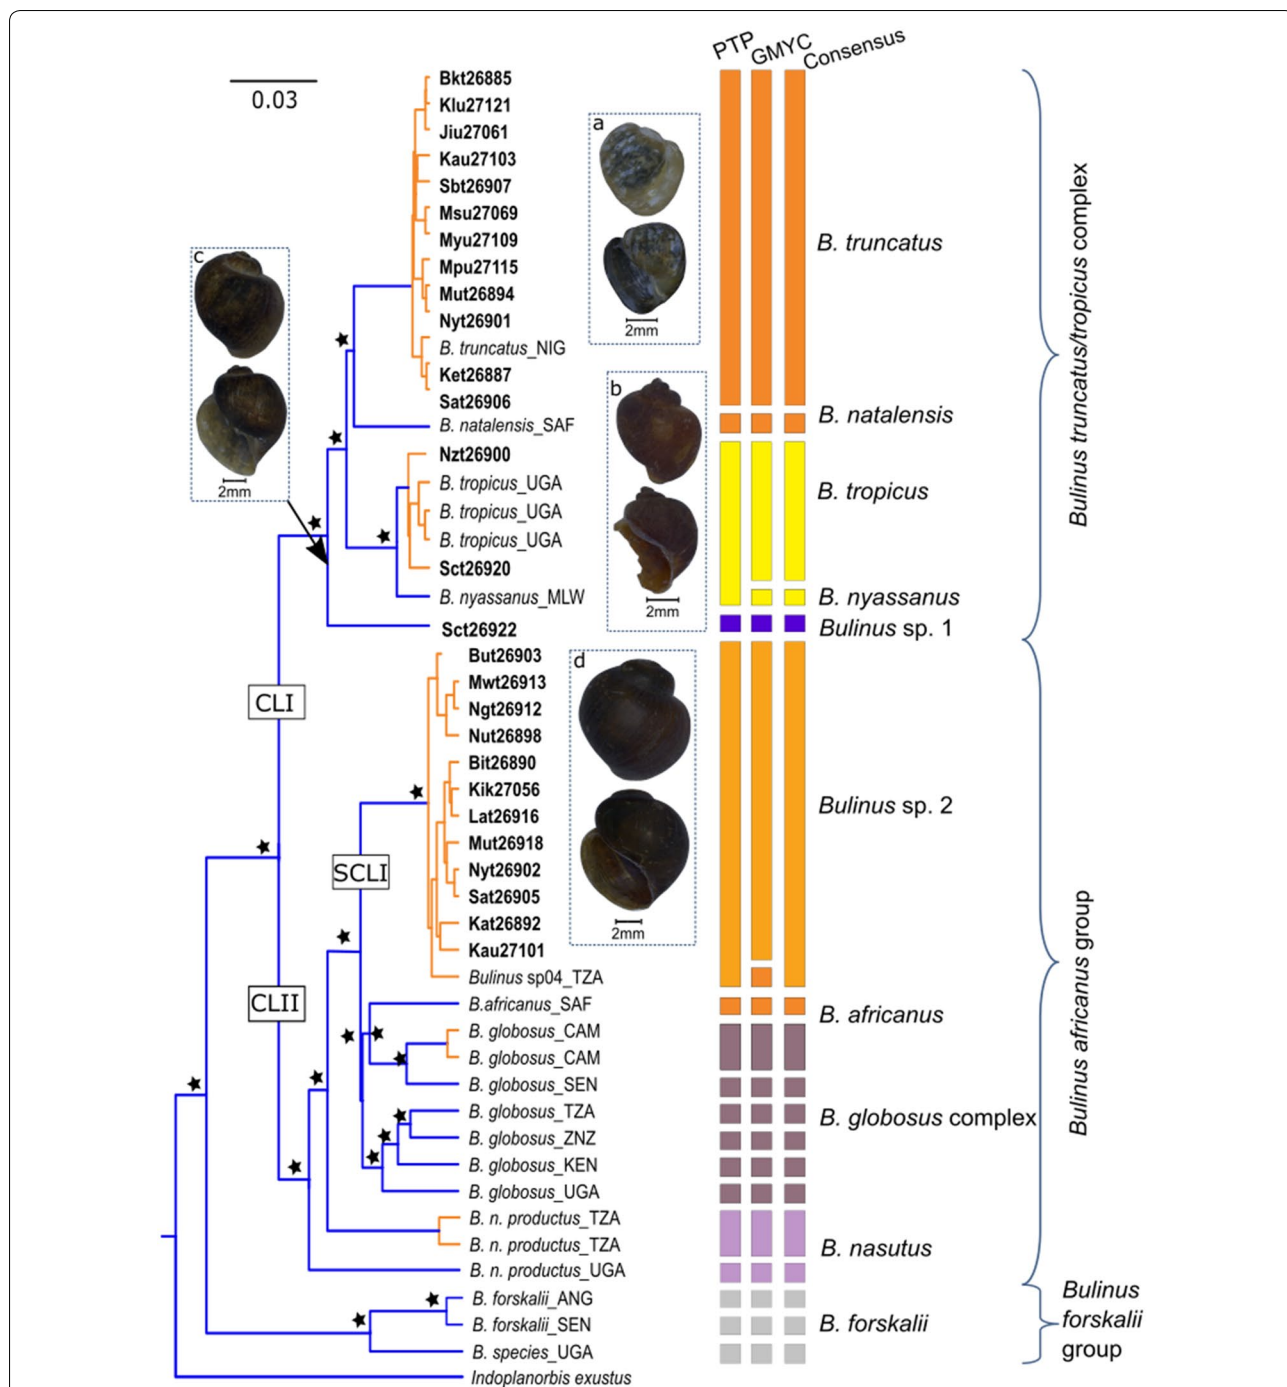 PTP
GMYC
Consensus
0.03
Bkt26885
Klu27121
Jiu27061
Kau27103
Sbt26907
Msu27069
Myu27109
Mpu27115
Mut26894
Nyt26901
B. truncatus_NIG
Ket26887
Sat26906
B. natalensis_SAF
Nzt26900
B. tropicus_UGA
B. tropicus_UGA
B. tropicus_UGA
Sct26920
B. nyassanus_MLW
Sct26922
But26903
Mwt26913
Ngt26912
Nut26898
Bit26890
Kik27056
Lat26916
Mut26918
Nyt26902
Sat26905
Kat26892
Kau27101
Bulinus sp04_TZA
B.africanus_SAF
B. globosus_CAM
B. globosus_CAM
B. globosus_SEN
B. globosus_TZA
B. globosus_ZNZ
B. globosus_KEN
B. globosus_UGA
B. n. productus_TZA
B. n. productus_TZA
B. n. productus_UGA
B. forskalii_ANG
B. forskalii_SEN
B. species_UGA
Indoplanorbis exustus
CLI
SCLI
CLII
a
2mm
b
2mm
c
2mm
d
2mm
B. truncatus
B. natalensis
B. tropicus
B. nyassanus
Bulinus sp. 1
Bulinus sp. 2
B. africanus
B. globosus complex
B. nasutus
B. forskalii
Bulinus truncatus/tropicus complex
Bulinus africanus group
Bulinus
forskalii
group